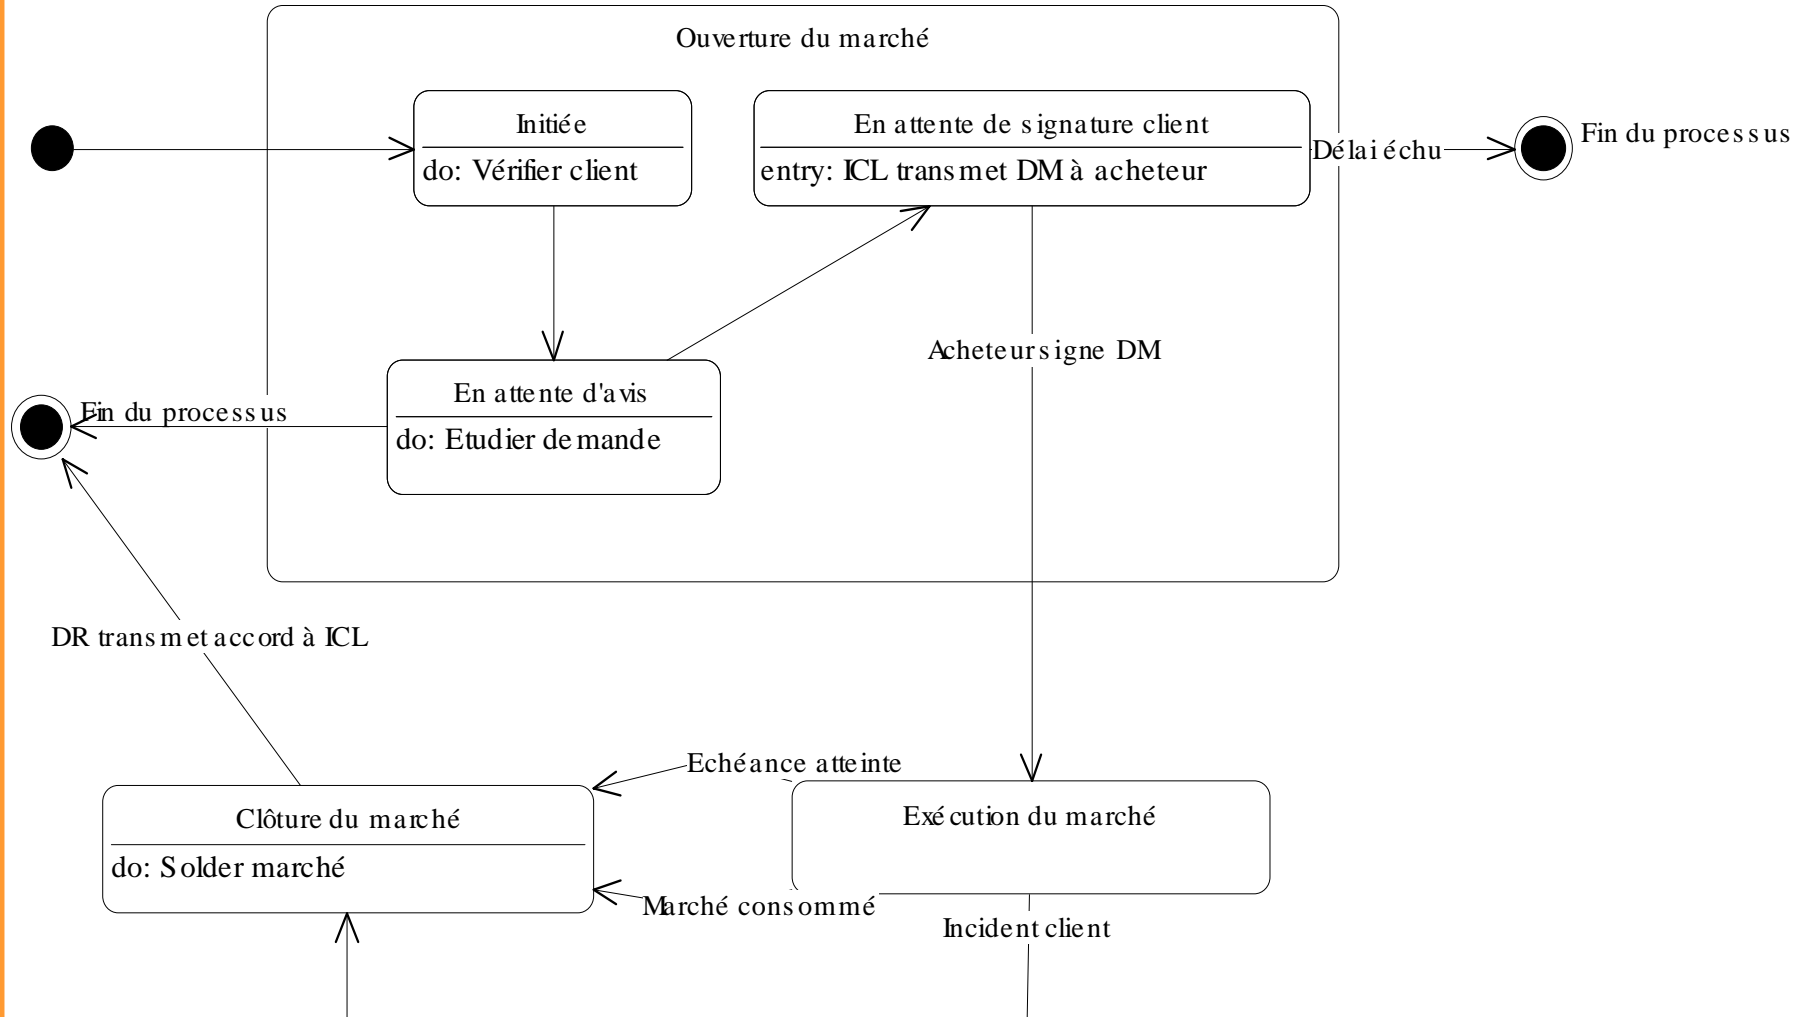 Ouverture du marché
Initiée
do: Vérifier client
En attente de signature client
entry: ICL transmet DM à acheteur
Délai échu
Fin du processus
Acheteur signe DM
En attente d'avis
do: Etudier demande
Fin du processus
DR transmet accord à ICL
Echéance atteinte
Clôture du marché
do: Solder marché
Exécution du marché
Marché consommé
Incident client